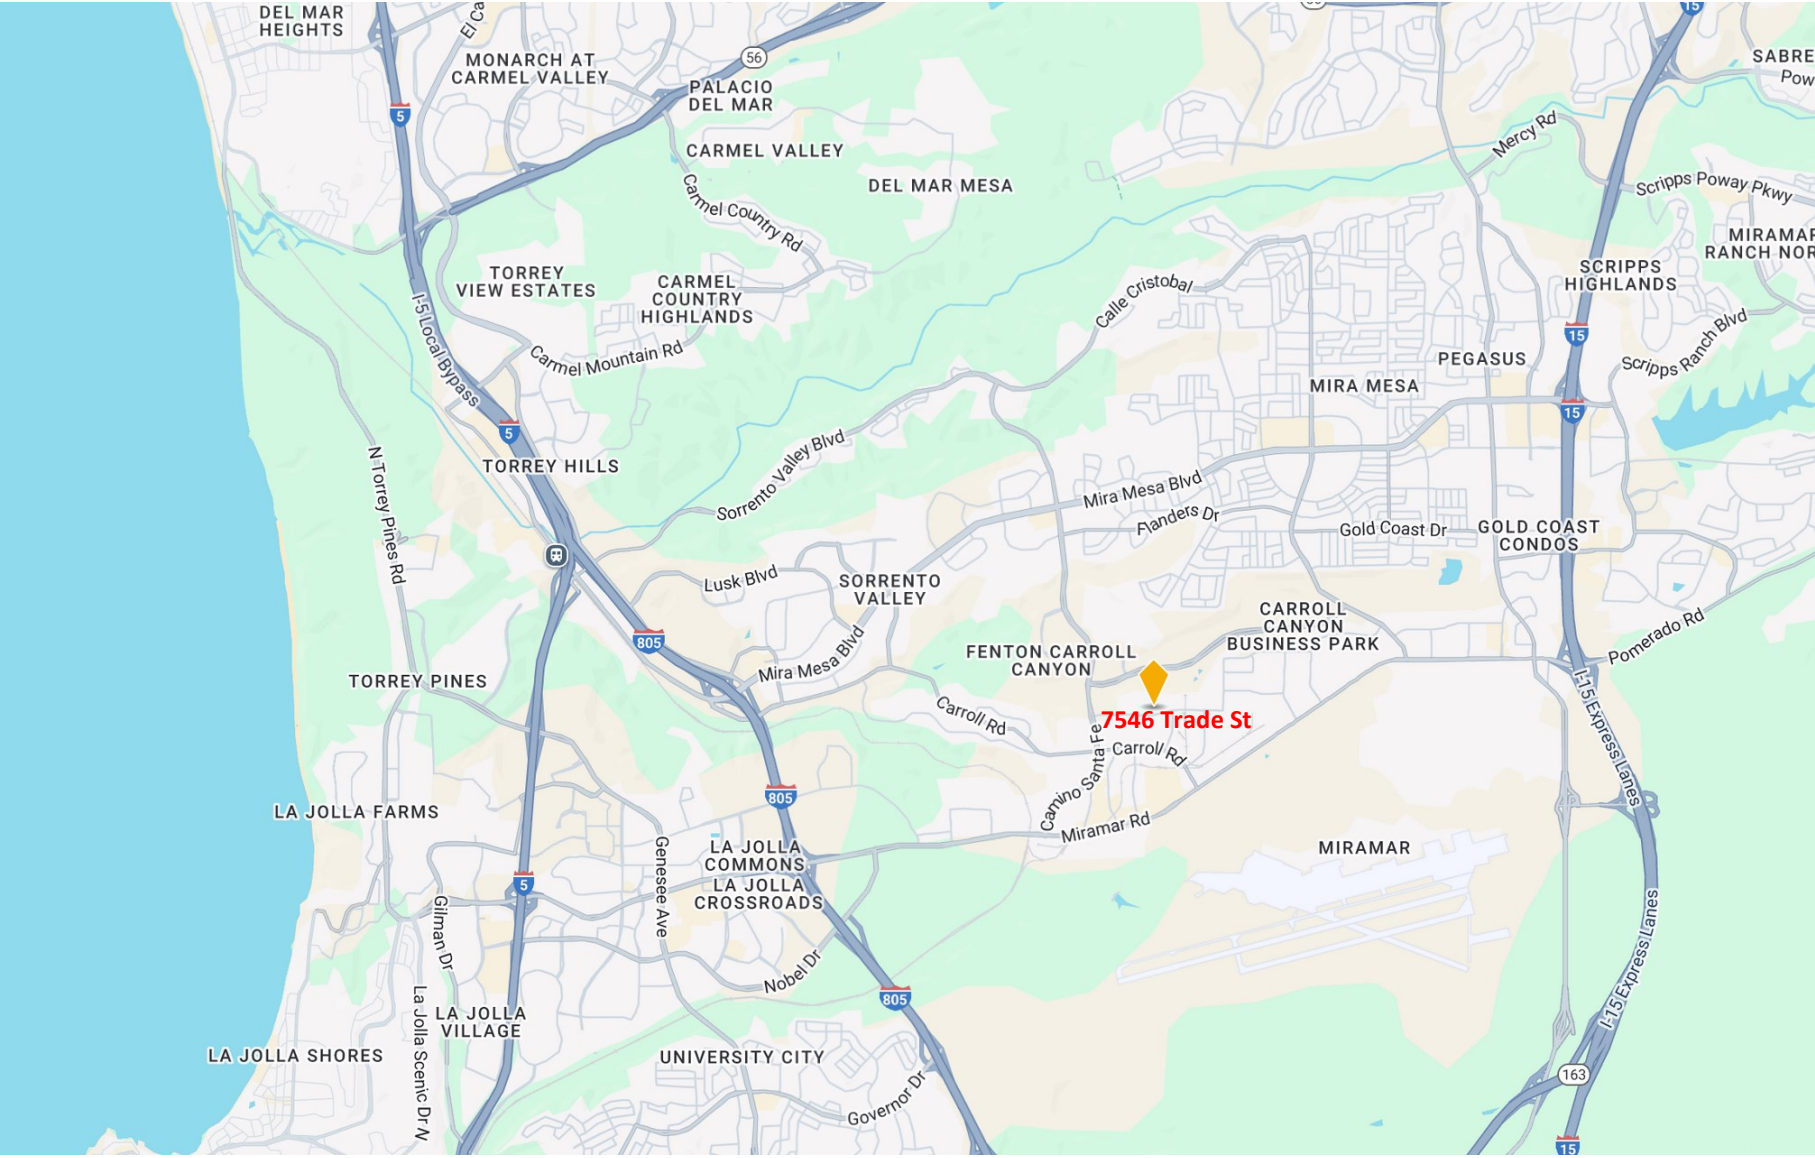 DEL MAR
HEIGHTS
El Ca
15
MONARCH AT
CARMEL VALLEY
56
PALACIO
DEL MAR
SABRE
Pow
5
CARMEL VALLEY
Mercy Rd
DEL MAR MESA
Scripps Poway Pkwy
Carmel Country Rd
MIRAMAR
RANCH NOR
TORREY
VIEW ESTATES
CARMEL
COUNTRY
HIGHLANDS
Calle Cristobal
SCRIPPS
HIGHLANDS
I-5 Local Bypass
15
Scripps Ranch Blvd
Carmel Mountain Rd
PEGASUS
MIRA MESA
15
5
TORREY HILLS
Sorrento Valley Blvd
N Torrey Pines Rd
Mira Mesa Blvd
Flanders Dr
Gold Coast Dr
GOLD COAST
CONDOS
Lusk Blvd
SORRENTO
VALLEY
805
CARROLL
CANYON
BUSINESS PARK
Pomerado Rd
Mira Mesa Blvd
FENTON CARROLL
CANYON
TORREY PINES
I-15 Express Lanes
Carroll Rd
7546 Trade St
Carroll Rd
Camino Santa Fe
805
LA JOLLA FARMS
Miramar Rd
MIRAMAR
Genesee Ave
LA JOLLA
COMMONS
LA JOLLA
CROSSROADS
5
Gilman Dr
Nobel Dr
805
I-15 Express Lanes
LA JOLLA
VILLAGE
La Jolla Scenic Dr N
LA JOLLA SHORES
UNIVERSITY CITY
163
Governor Dr
15